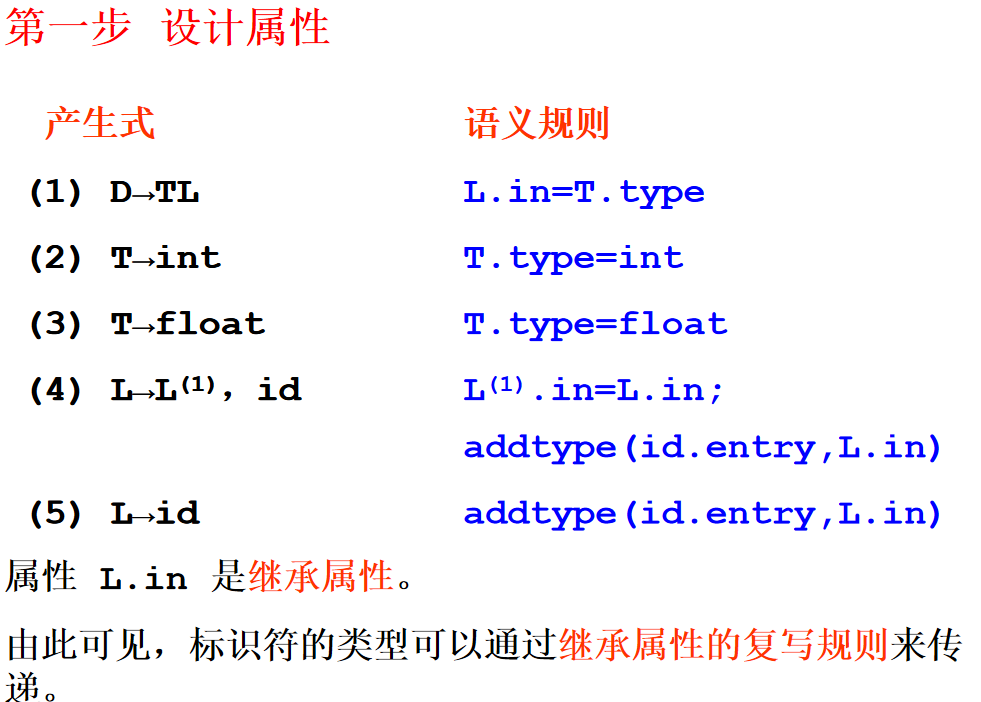 第一步 设计属性
产生式 语义规则
(1) D→TL L.in=T.type
(2) T→int T.type=int
(3) T→float T.type=float
(4) L→L⁽¹⁾，id L⁽¹⁾.in=L.in;
addtype(id.entry,L.in)
(5) L→id addtype(id.entry,L.in)
属性 L.in 是继承属性。
由此可见，标识符的类型可以通过继承属性的复写规则来传
递。